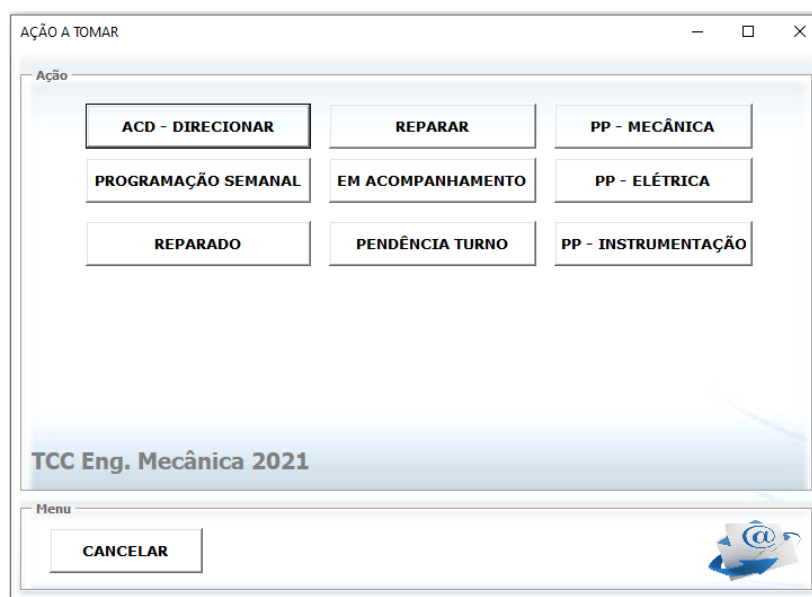 AÇÃO A TOMAR
Ação
ACD - DIRECIONAR
REPARAR
PP - MECÂNICA
PROGRAMAÇÃO SEMANAL
EM ACOMPANHAMENTO
PP - ELÉTRICA
REPARADO
PENDÊNCIA TURNO
PP - INSTRUMENTAÇÃO
TCC Eng. Mecânica 2021
Menu
CANCELAR
@